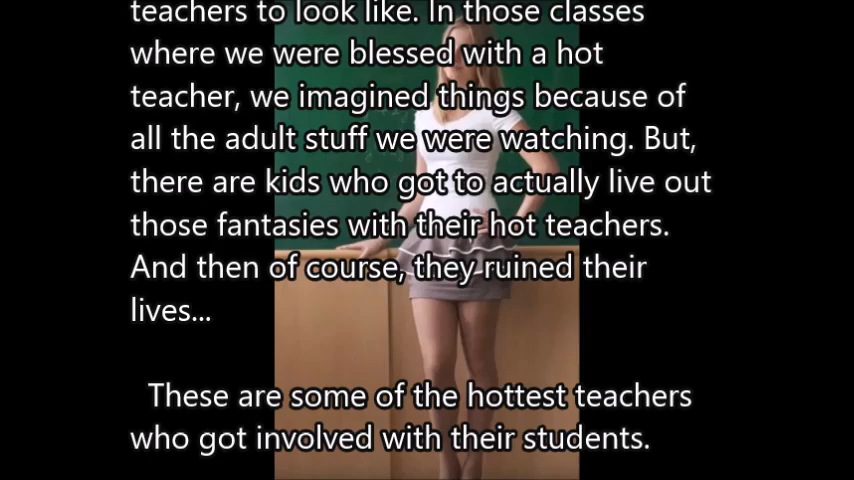 teachers to look like. In those classes
where we were blessed with a hot
teacher, we imagined things because of
all the adult stuff we were watching. But,
there are kids who got to actually live out
those fantasies with their hot teachers.
And then of course, they ruined their
lives...
These are some of the hottest teachers
who got involved with their students.